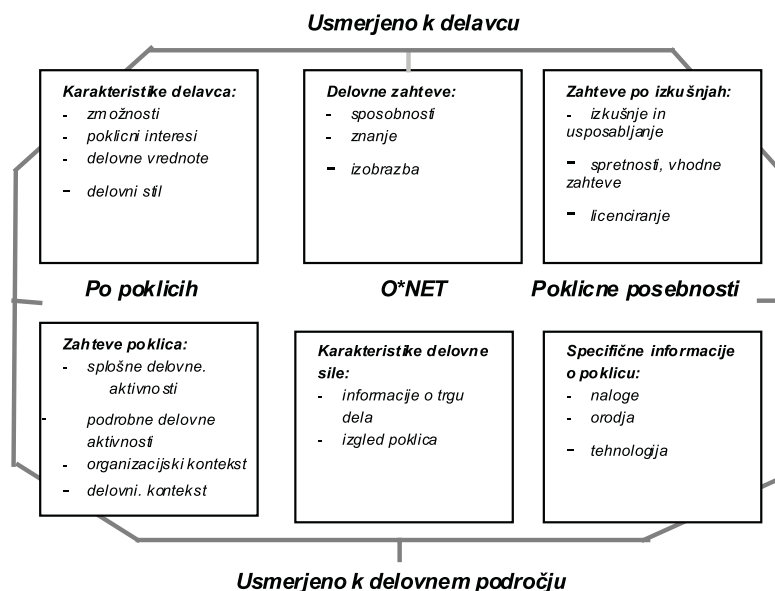 Usmerjeno k delavcu
Karakteristike delavca:
- zmožnosti
- poklicni interesi
- delovne vrednote
- delovni stil
Delovne zahteve:
- sposobnosti
- znanje
- izobrazba
Zahteve po izkušnjah:
- izkušnje in
usposabljanje
- spretnosti, vhodne
zahteve
- licenciranje
Po poklicih
O*NET
Poklicne posebnosti
Zahteve poklica:
- splošne delovne.
aktivnosti
- podrobne delovne
aktivnosti
- organizacijski kontekst
- delovni. kontekst
Karakteristike delovne
sile:
- informacije o trgu
dela
- izgled poklica
Specifične informacije
o poklicu:
- naloge
- orodja
- tehnologija
Usmerjeno k delovnem področju